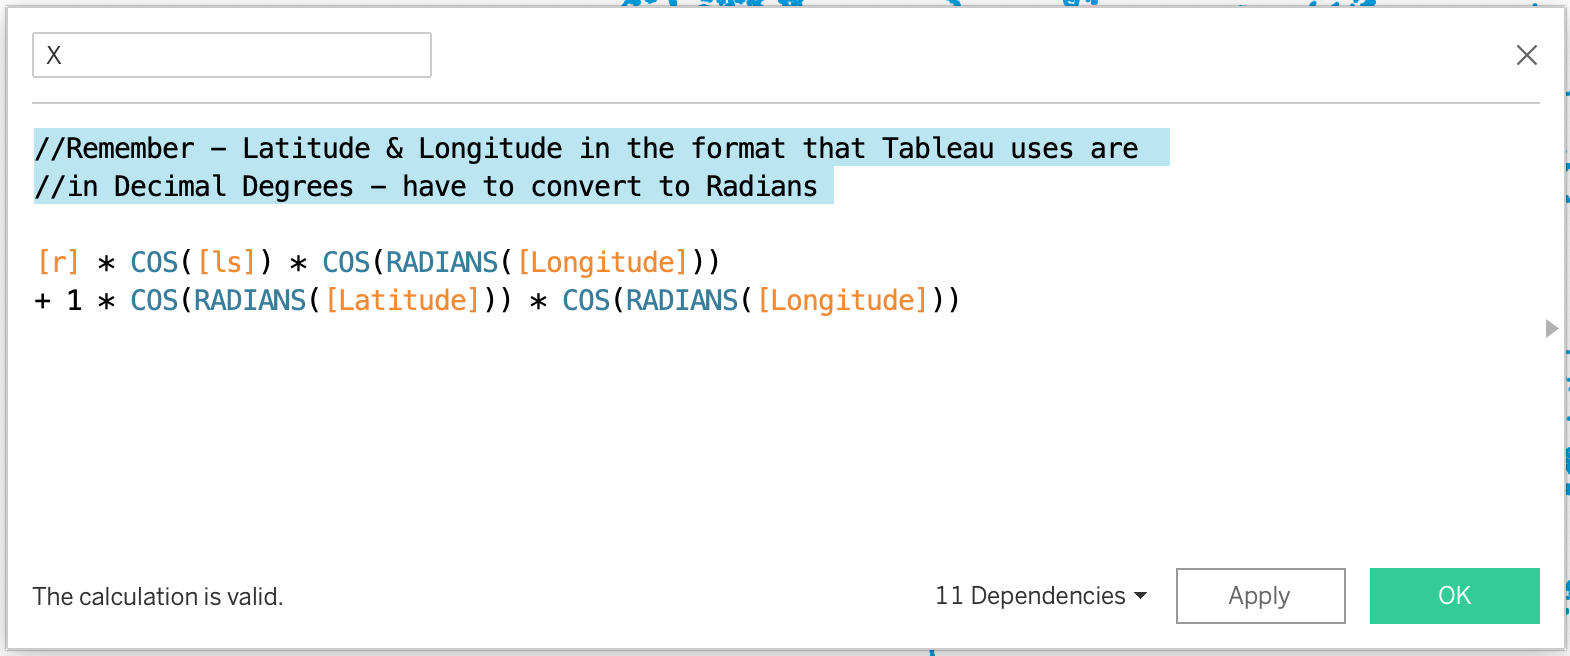 X
//Remember – Latitude & Longitude in the format that Tableau uses are
//in Decimal Degrees – have to convert to Radians
[r] * COS([ls]) * COS(RADIANS([Longitude]))
+ 1 * COS(RADIANS([Latitude])) * COS(RADIANS([Longitude]))
The calculation is valid.
11 Dependencies
Apply
OK